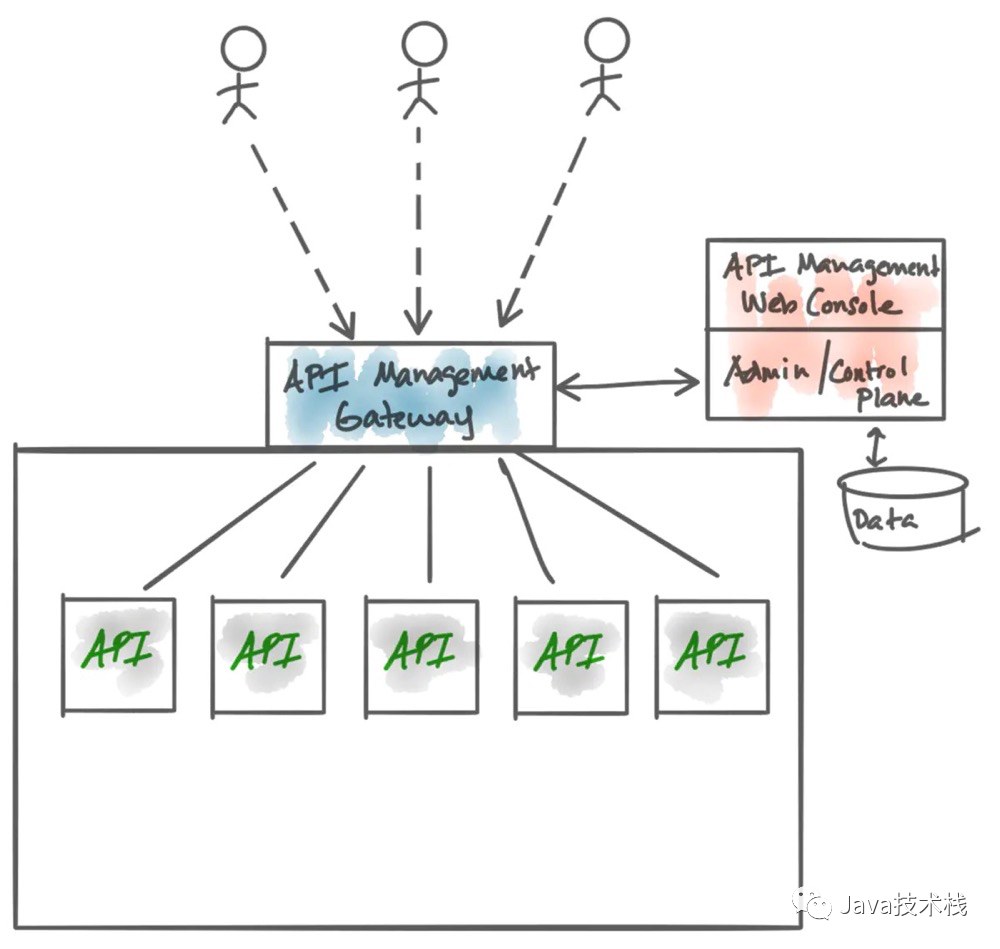 API Management
Web Console
Admin / Control
Plane
API Management
Gateway
Data
API
API
API
API
API
Java技术栈